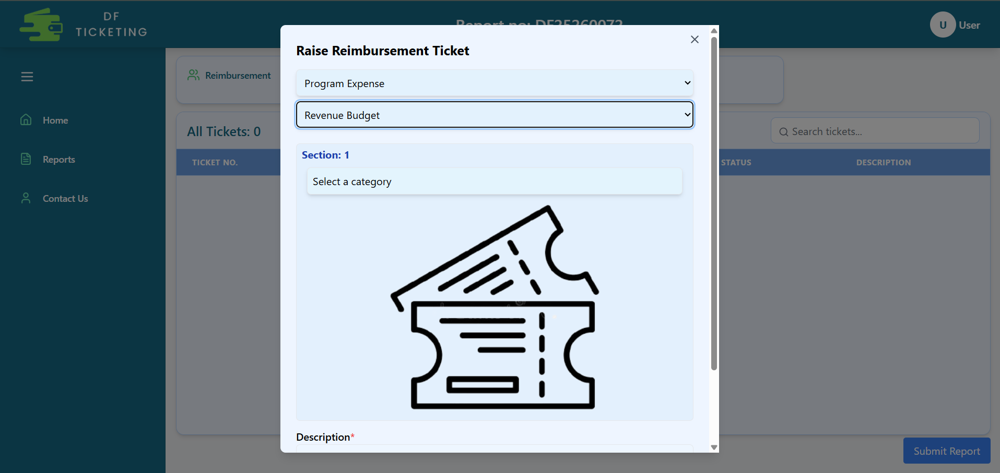 DF
TICKETING
Report no: DF25260072
U User
Home
Reports
Contact Us
Reimbursement
All Tickets: 0
Search tickets...
TICKET NO.
STATUS
DESCRIPTION
Raise Reimbursement Ticket
Program Expense
Revenue Budget
Section: 1
Select a category
Description*
Submit Report